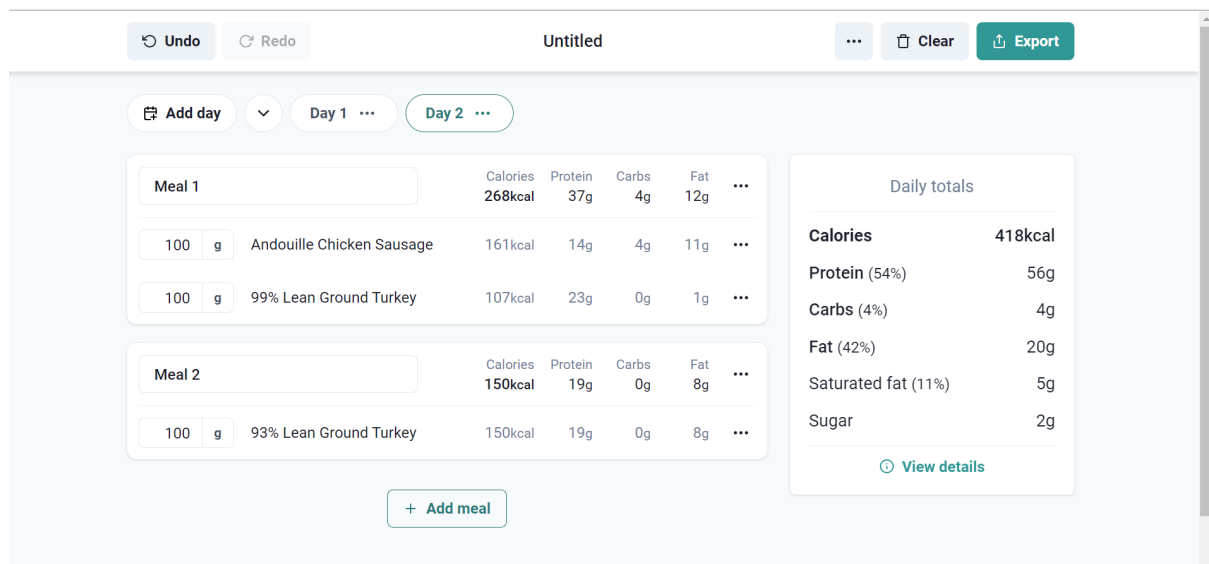 Undo Redo Untitled ... Clear Export
Add day Day 1 ... Day 2 ...
Meal 1 Calories 268kcal Protein 37g Carbs 4g Fat 12g ...
100 g Andouille Chicken Sausage 161kcal 14g 4g 11g ...
100 g 99% Lean Ground Turkey 107kcal 23g 0g 1g ...
Meal 2 Calories 150kcal Protein 19g Carbs 0g Fat 8g ...
100 g 93% Lean Ground Turkey 150kcal 19g 0g 8g ...
+ Add meal
Daily totals
Calories 418kcal
Protein (54%) 56g
Carbs (4%) 4g
Fat (42%) 20g
Saturated fat (11%) 5g
Sugar 2g
View details